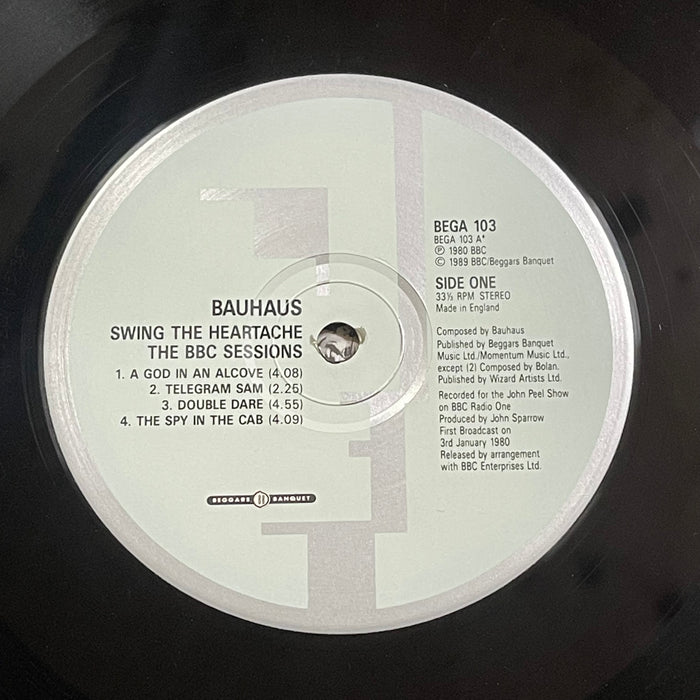 BAUHAUS
SWING THE HEARTACHE
THE BBC SESSIONS
1. A GOD IN AN ALCOVE (4.08)
2. TELEGRAM SAM (2.25)
3. DOUBLE DARE (4.55)
4. THE SPY IN THE CAB (4.09)
BEGGARS BANQUET
BEGA 103
BEGA 103 A*
℗ 1980 BBC
© 1989 BBC/Beggars Banquet
SIDE ONE
33⅓ RPM STEREO
Made in England
Composed by Bauhaus
Published by Beggars Banquet
Music Ltd./Momentum Music Ltd.,
except (2) Composed by Bolan.
Published by Wizard Artists Ltd.
Recorded for the John Peel Show
on BBC Radio One
Produced by John Sparrow
First Broadcast on
3rd January 1980
Released by arrangement
with BBC Enterprises Ltd.